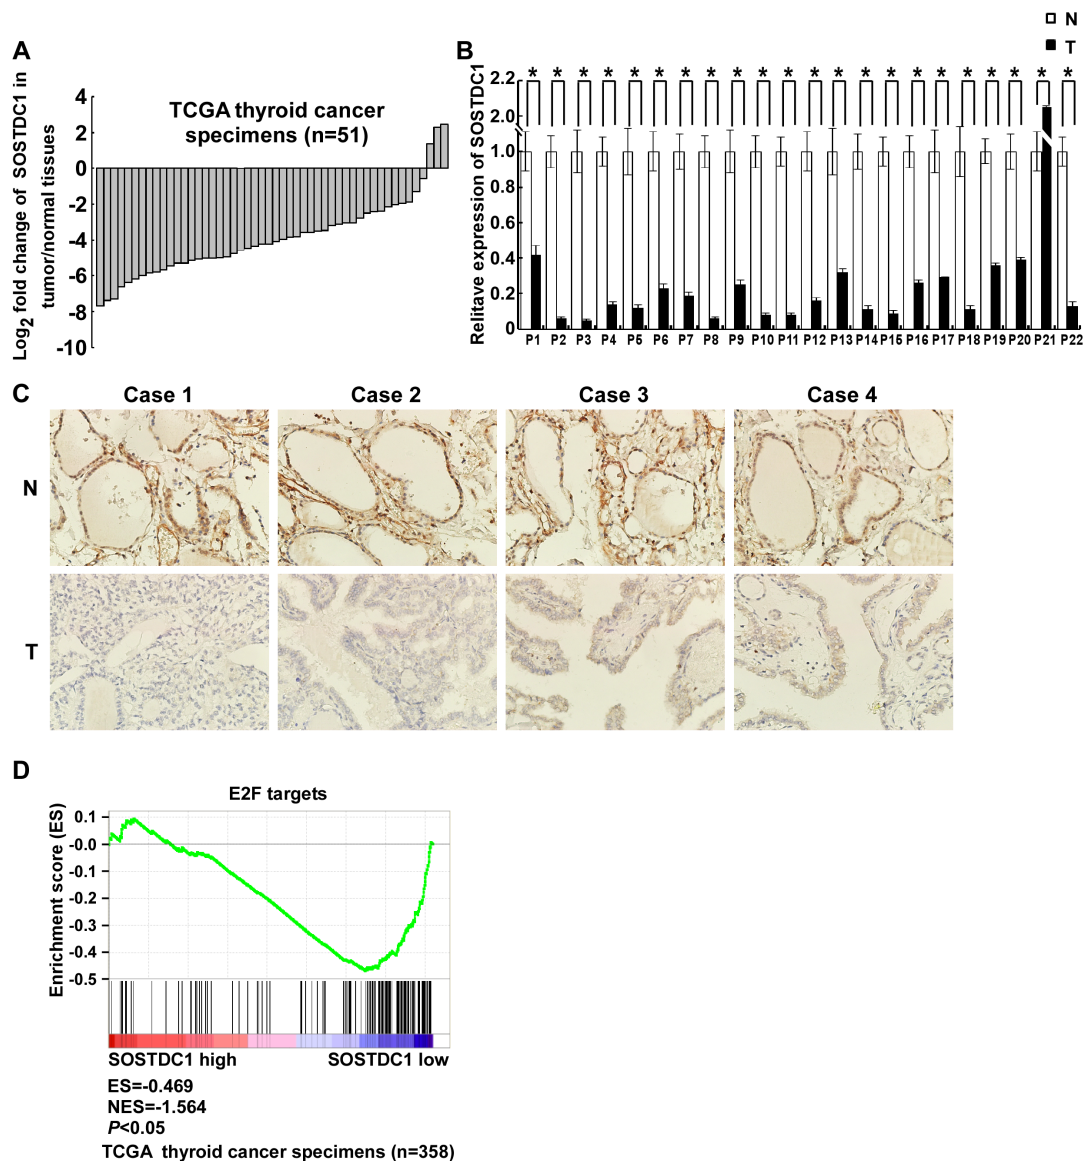 N
T
A
B
Log2 fold change of SOSTDC1 in
tumor/normal tissues
4
2
0
-2
-4
-6
-8
-10
TCGA thyroid cancer
specimens (n=51)
Relitave expression of SOSTDC1
2.2
2.0
1.0
0.8
0.6
0.4
0.2
0
* * * * * * * * * * * * * * * * * * * * * *
P1 P2 P3 P4 P5 P6 P7 P8 P9 P10 P11 P12 P13 P14 P15 P16 P17 P18 P19 P20 P21 P22
C
Case 1 Case 2 Case 3 Case 4
N
T
D
E2F targets
Enrichment score (ES)
0.1
-0.0
-0.1
-0.2
-0.3
-0.4
-0.5
SOSTDC1 high SOSTDC1 low
ES=-0.469
NES=-1.564
P<0.05
TCGA thyroid cancer specimens (n=358)